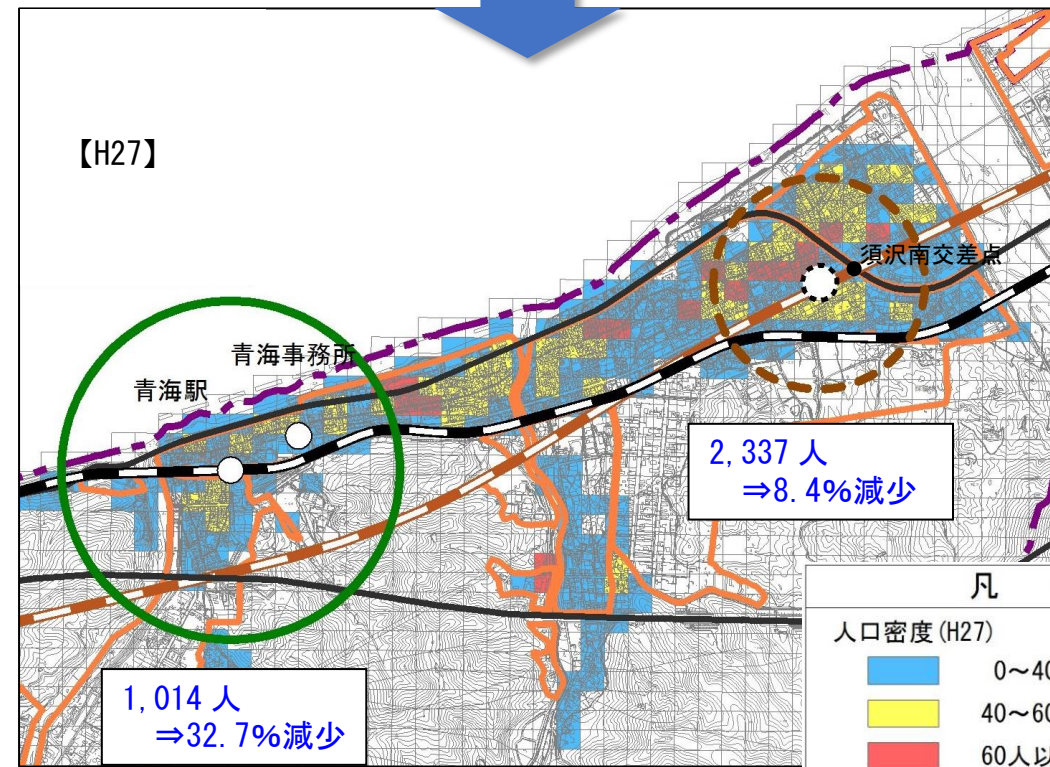 【H27】
須沢南交差点
青海事務所
青海駅
2,337 人
⇒8.4%減少
1,014 人
⇒32.7%減少
凡
人口密度(H27)
0～40
40～60
60人以